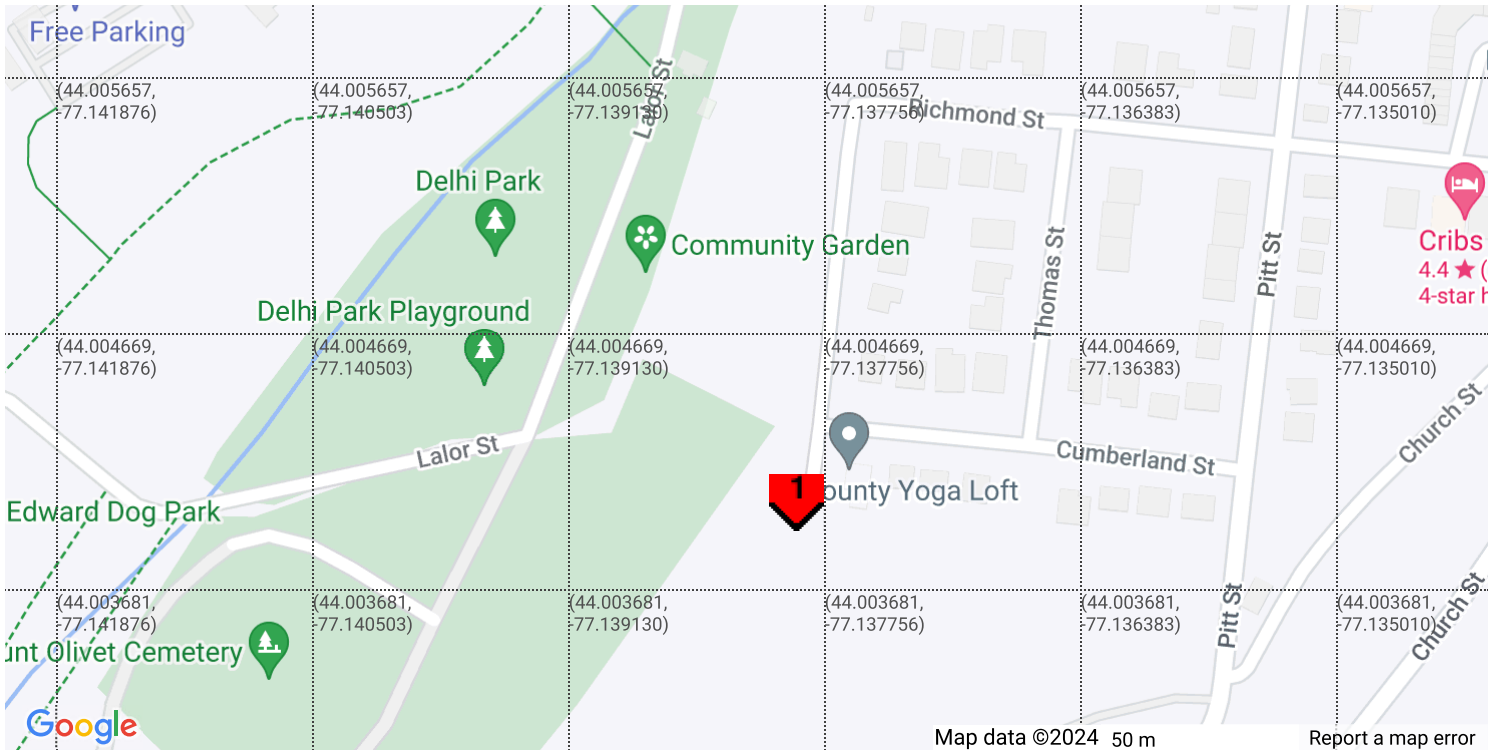 Free Parking
(44.005657,
-77.141876)
(44.005657,
-77.140503)
(44.005657,
-77.139130)
(44.005657,
-77.137756)
(44.005657,
-77.136383)
(44.005657,
-77.135010)
Lalor St
Richmond St
Delhi Park
Community Garden
Thomas St
Pitt St
Cribs
4.4 ★ (
4-star h
Delhi Park Playground
(44.004669,
-77.141876)
(44.004669,
-77.140503)
(44.004669,
-77.139130)
(44.004669,
-77.137756)
(44.004669,
-77.136383)
(44.004669,
-77.135010)
Church St
Lalor St
Cumberland St
1
ounty Yoga Loft
Edward Dog Park
(44.003681,
-77.141876)
(44.003681,
-77.140503)
(44.003681,
-77.139130)
(44.003681,
-77.137756)
(44.003681,
-77.136383)
(44.003681,
-77.135010)
Pitt St
Church St
unt Olivet Cemetery
Google
Map data ©2024
50 m
Report a map error